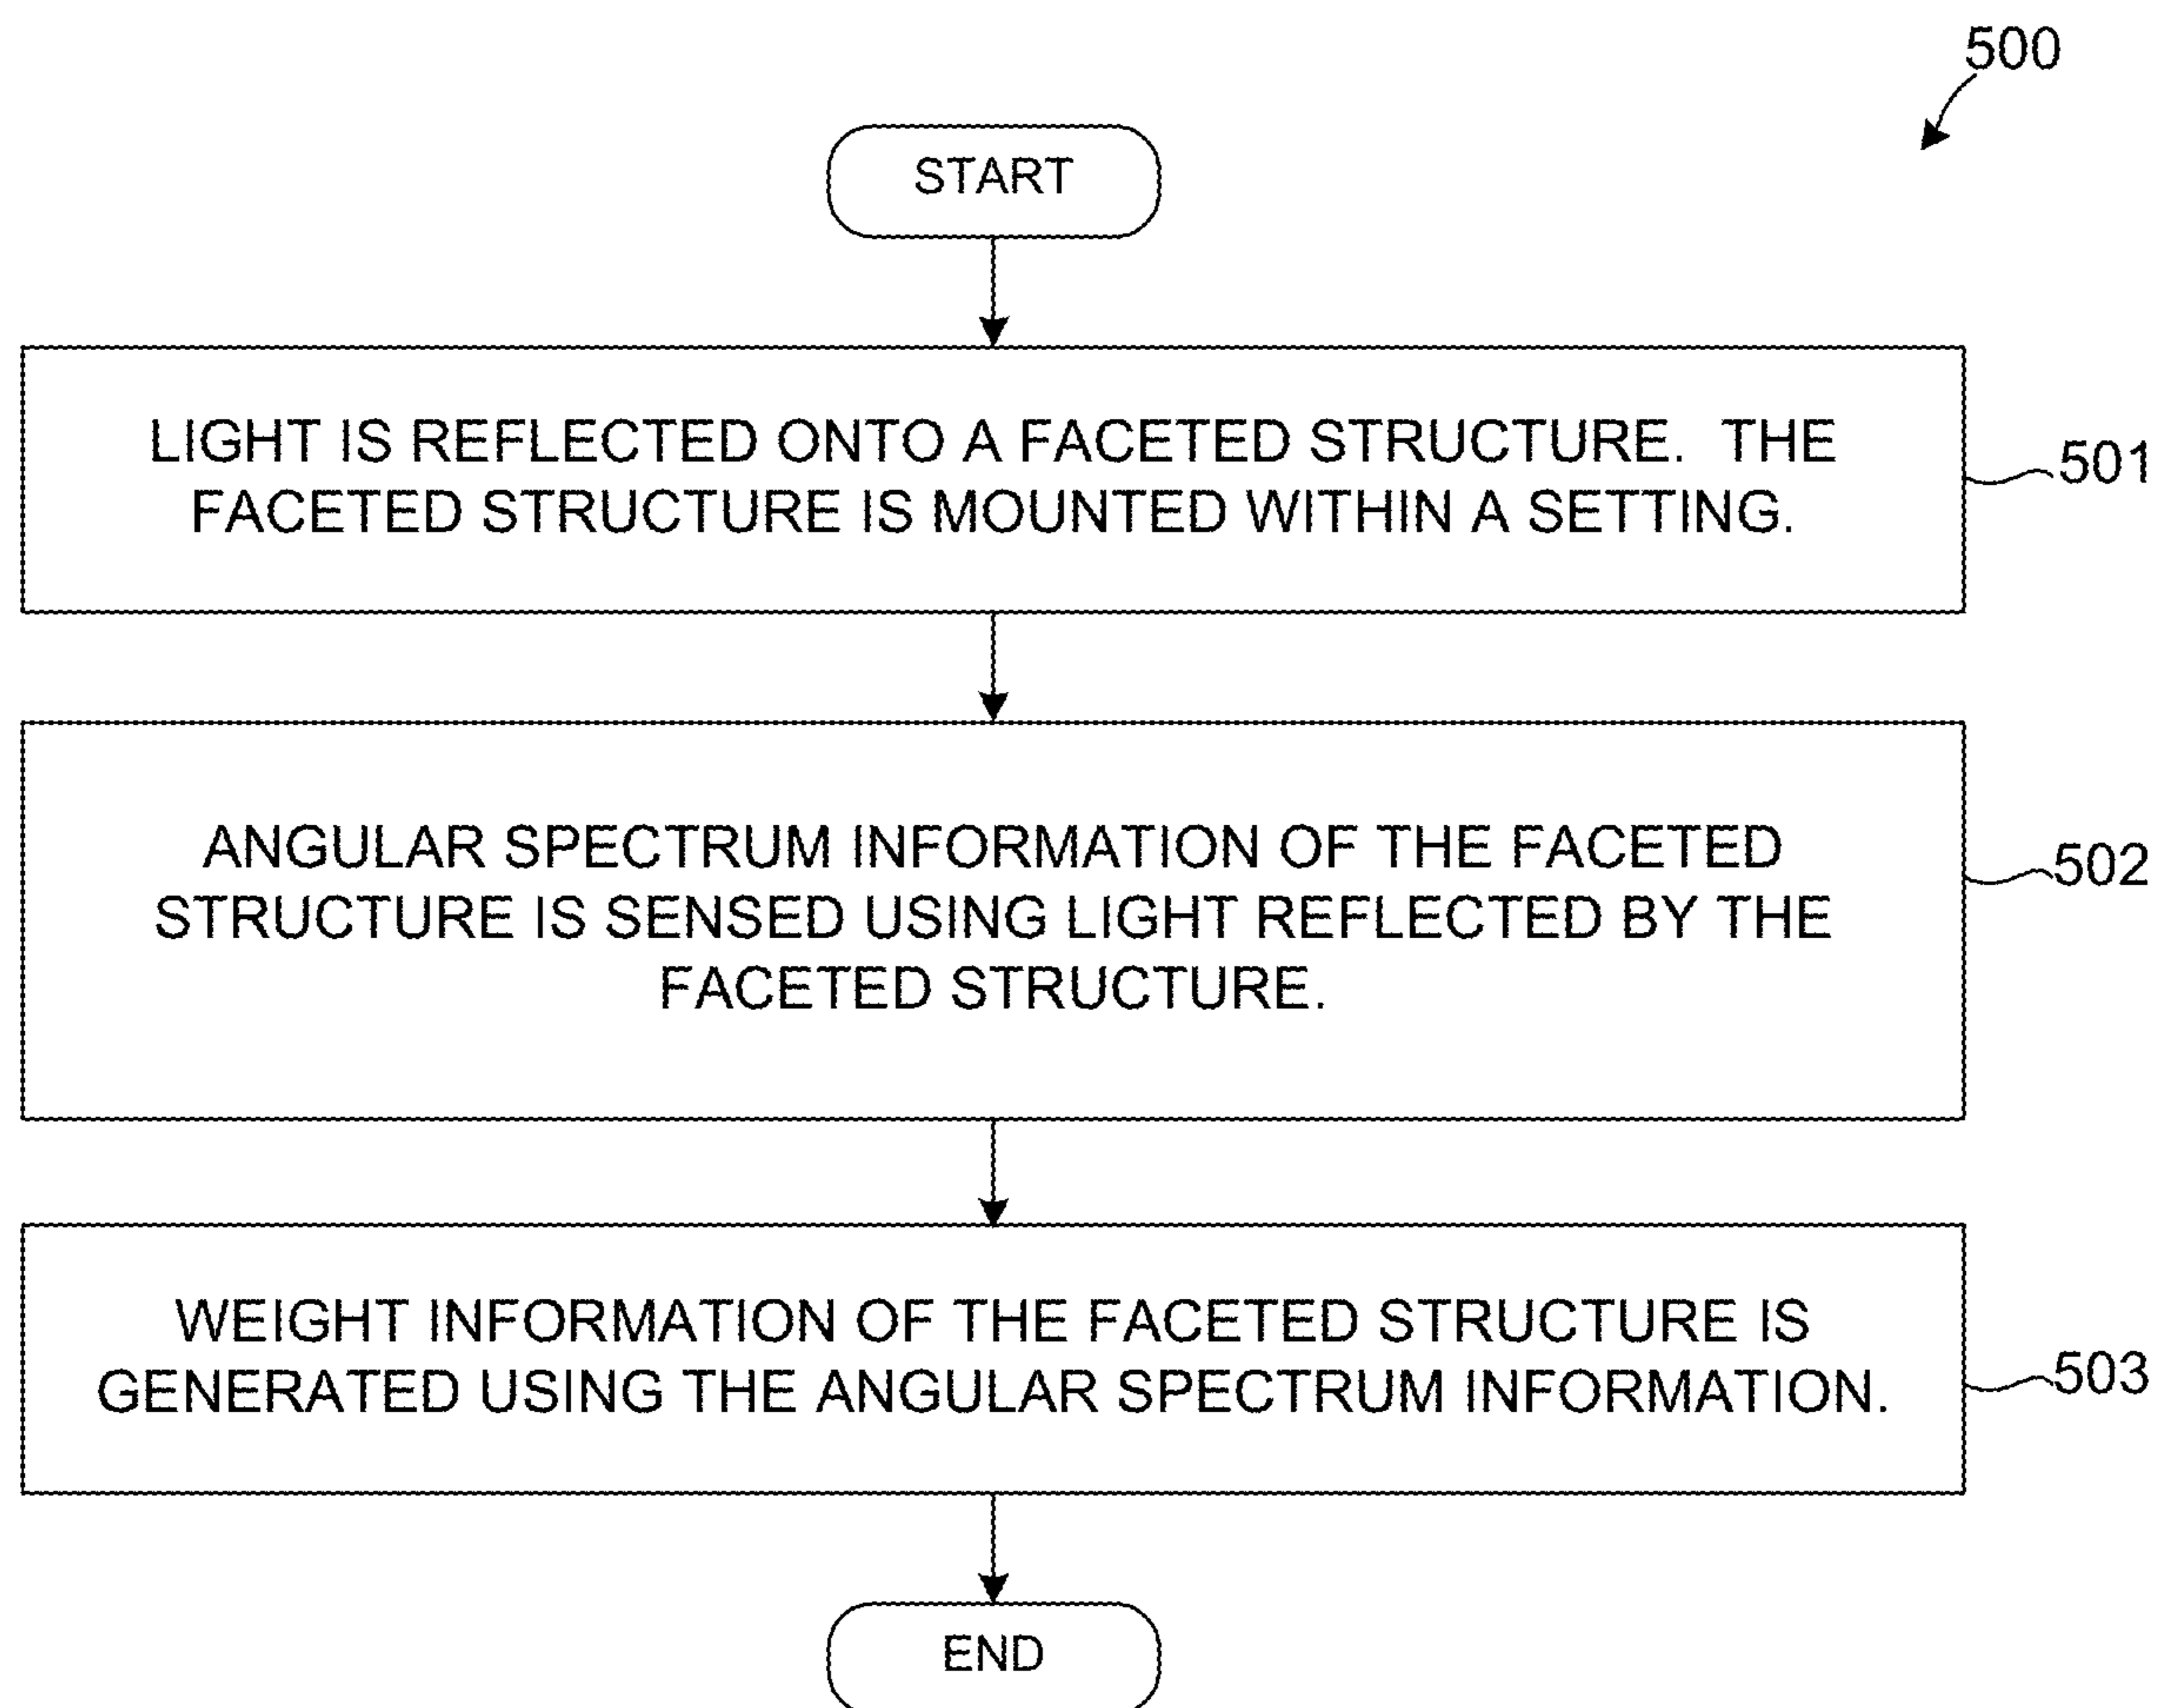 500
START
LIGHT IS REFLECTED ONTO A FACETED STRUCTURE. THE
FACETED STRUCTURE IS MOUNTED WITHIN A SETTING.
501
ANGULAR SPECTRUM INFORMATION OF THE FACETED
STRUCTURE IS SENSED USING LIGHT REFLECTED BY THE
FACETED STRUCTURE.
502
WEIGHT INFORMATION OF THE FACETED STRUCTURE IS
GENERATED USING THE ANGULAR SPECTRUM INFORMATION.
503
END